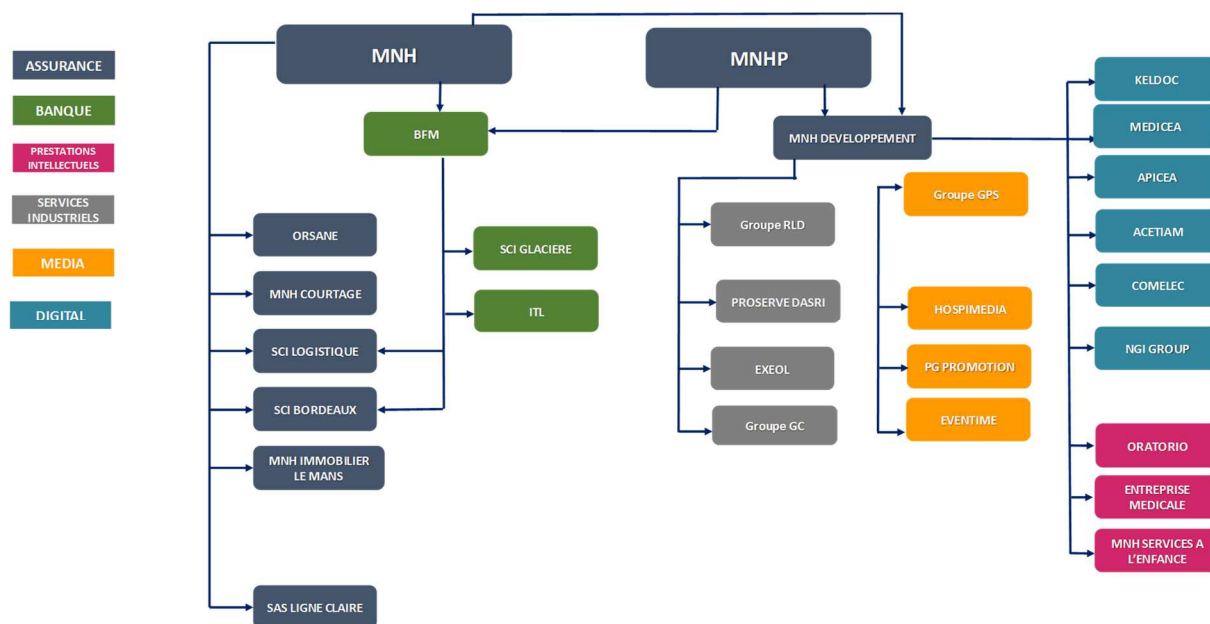 ASSURANCE
BANQUE
PRESTATIONS
INTELLECTUELS
SERVICES
INDUSTRIELS
MEDIA
DIGITAL
MNH
MNHP
BFM
MNH DEVELOPPEMENT
ORSANE
MNH COURTAGE
SCI LOGISTIQUE
SCI BORDEAUX
MNH IMMOBILIER
LE MANS
SAS LIGNE CLAIRE
SCI GLACIERE
ITL
Groupe RLD
PROSERVE DASRI
EXEOL
Groupe GC
Groupe GPS
HOSPIMEDIA
PG PROMOTION
EVENTIME
KELDOC
MEDICEA
APICEA
ACETIAM
COMELEC
NGI GROUP
ORATORIO
ENTREPRISE
MEDICALE
MNH SERVICES A
L'ENFANCE